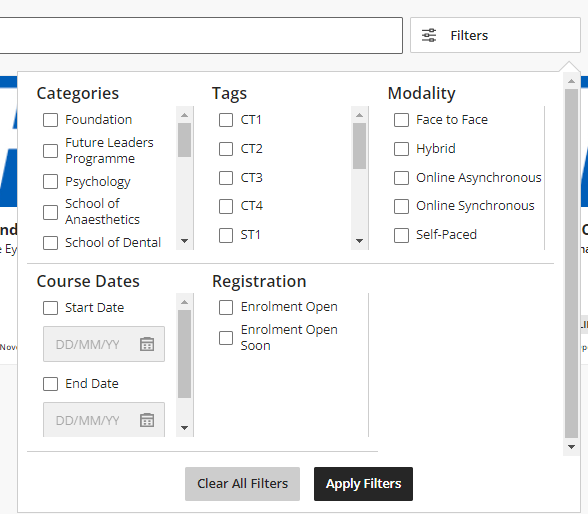 Filters
Categories
Foundation
Future Leaders
Programme
Psychology
School of
Anaesthetics
School of Dental
Tags
CT1
CT2
CT3
CT4
ST1
Modality
Face to Face
Hybrid
Online Asynchronous
Online Synchronous
Self-Paced
Course Dates
Start Date
DD/MM/YY
End Date
DD/MM/YY
Registration
Enrolment Open
Enrolment Open
Soon
Clear All Filters
Apply Filters